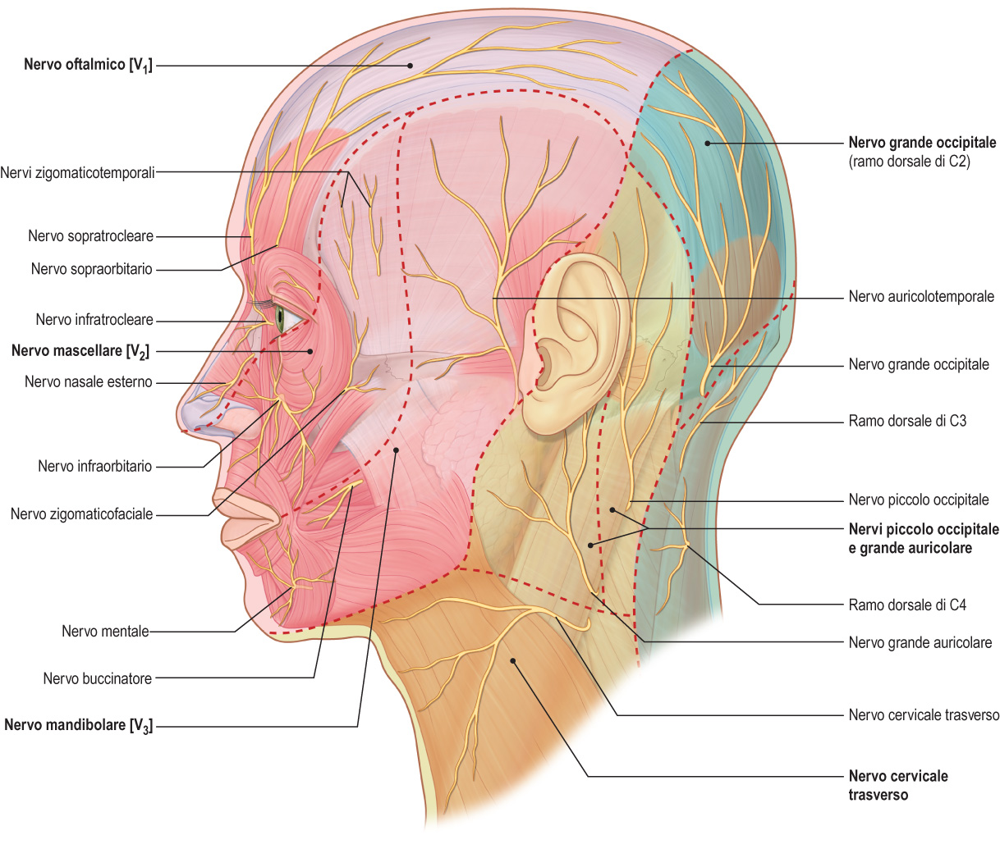 Nervo oftalmico [V1]
Nervi zigomaticotemporali
Nervo sopratrocleare
Nervo sopraorbitario
Nervo infratrocleare
Nervo mascellare [V2]
Nervo nasale esterno
Nervo infraorbitario
Nervo zigomaticofaciale
Nervo mentale
Nervo buccinatore
Nervo mandibolare [V3]
Nervo grande occipitale
(ramo dorsale di C2)
Nervo auricolotemporale
Nervo grande occipitale
Ramo dorsale di C3
Nervo piccolo occipitale
Nervi piccolo occipitale
e grande auricolare
Ramo dorsale di C4
Nervo grande auricolare
Nervo cervicale trasverso
Nervo cervicale
trasverso